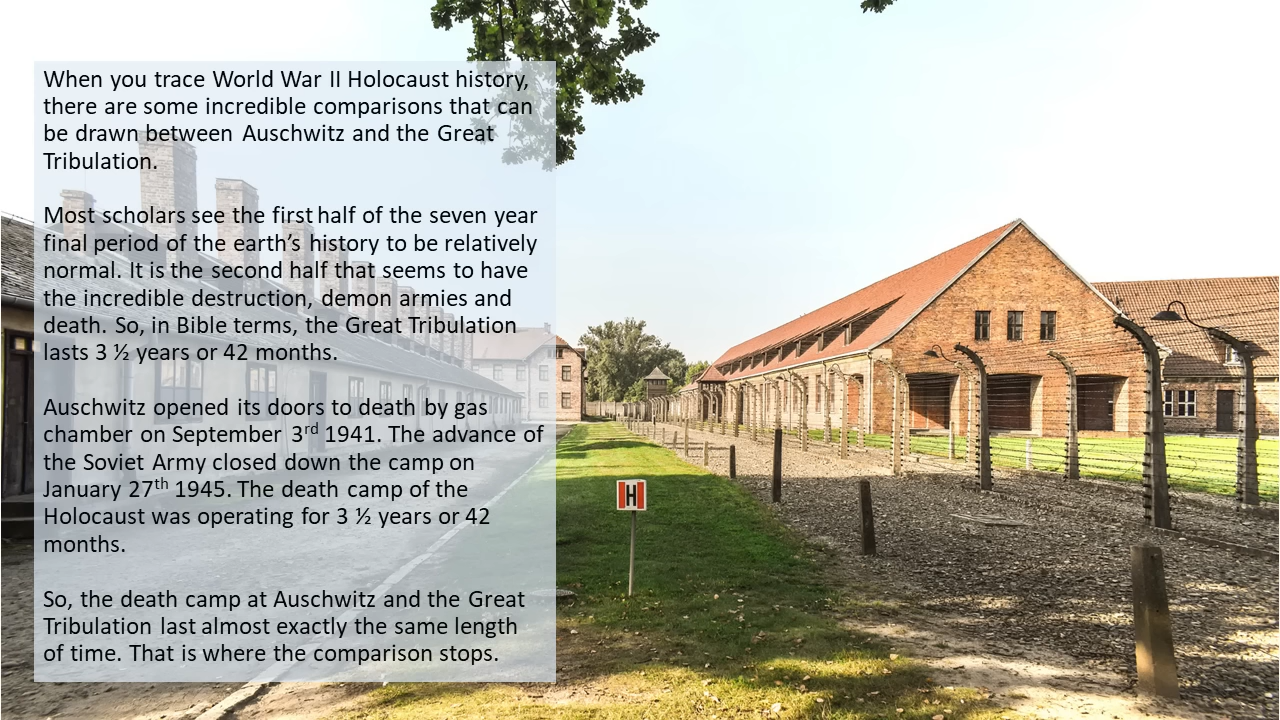 When you trace World War II Holocaust history,
there are some incredible comparisons that can
be drawn between Auschwitz and the Great
Tribulation.
Most scholars see the first half of the seven year
final period of the earth’s history to be relatively
normal. It is the second half that seems to have
the incredible destruction, demon armies and
death. So, in Bible terms, the Great Tribulation
lasts 3 ½ years or 42 months.
Auschwitz opened its doors to death by gas
chamber on September 3rd 1941. The advance of
the Soviet Army closed down the camp on
January 27th 1945. The death camp of the
Holocaust was operating for 3 ½ years or 42
months.
So, the death camp at Auschwitz and the Great
Tribulation last almost exactly the same length
of time. That is where the comparison stops.
H